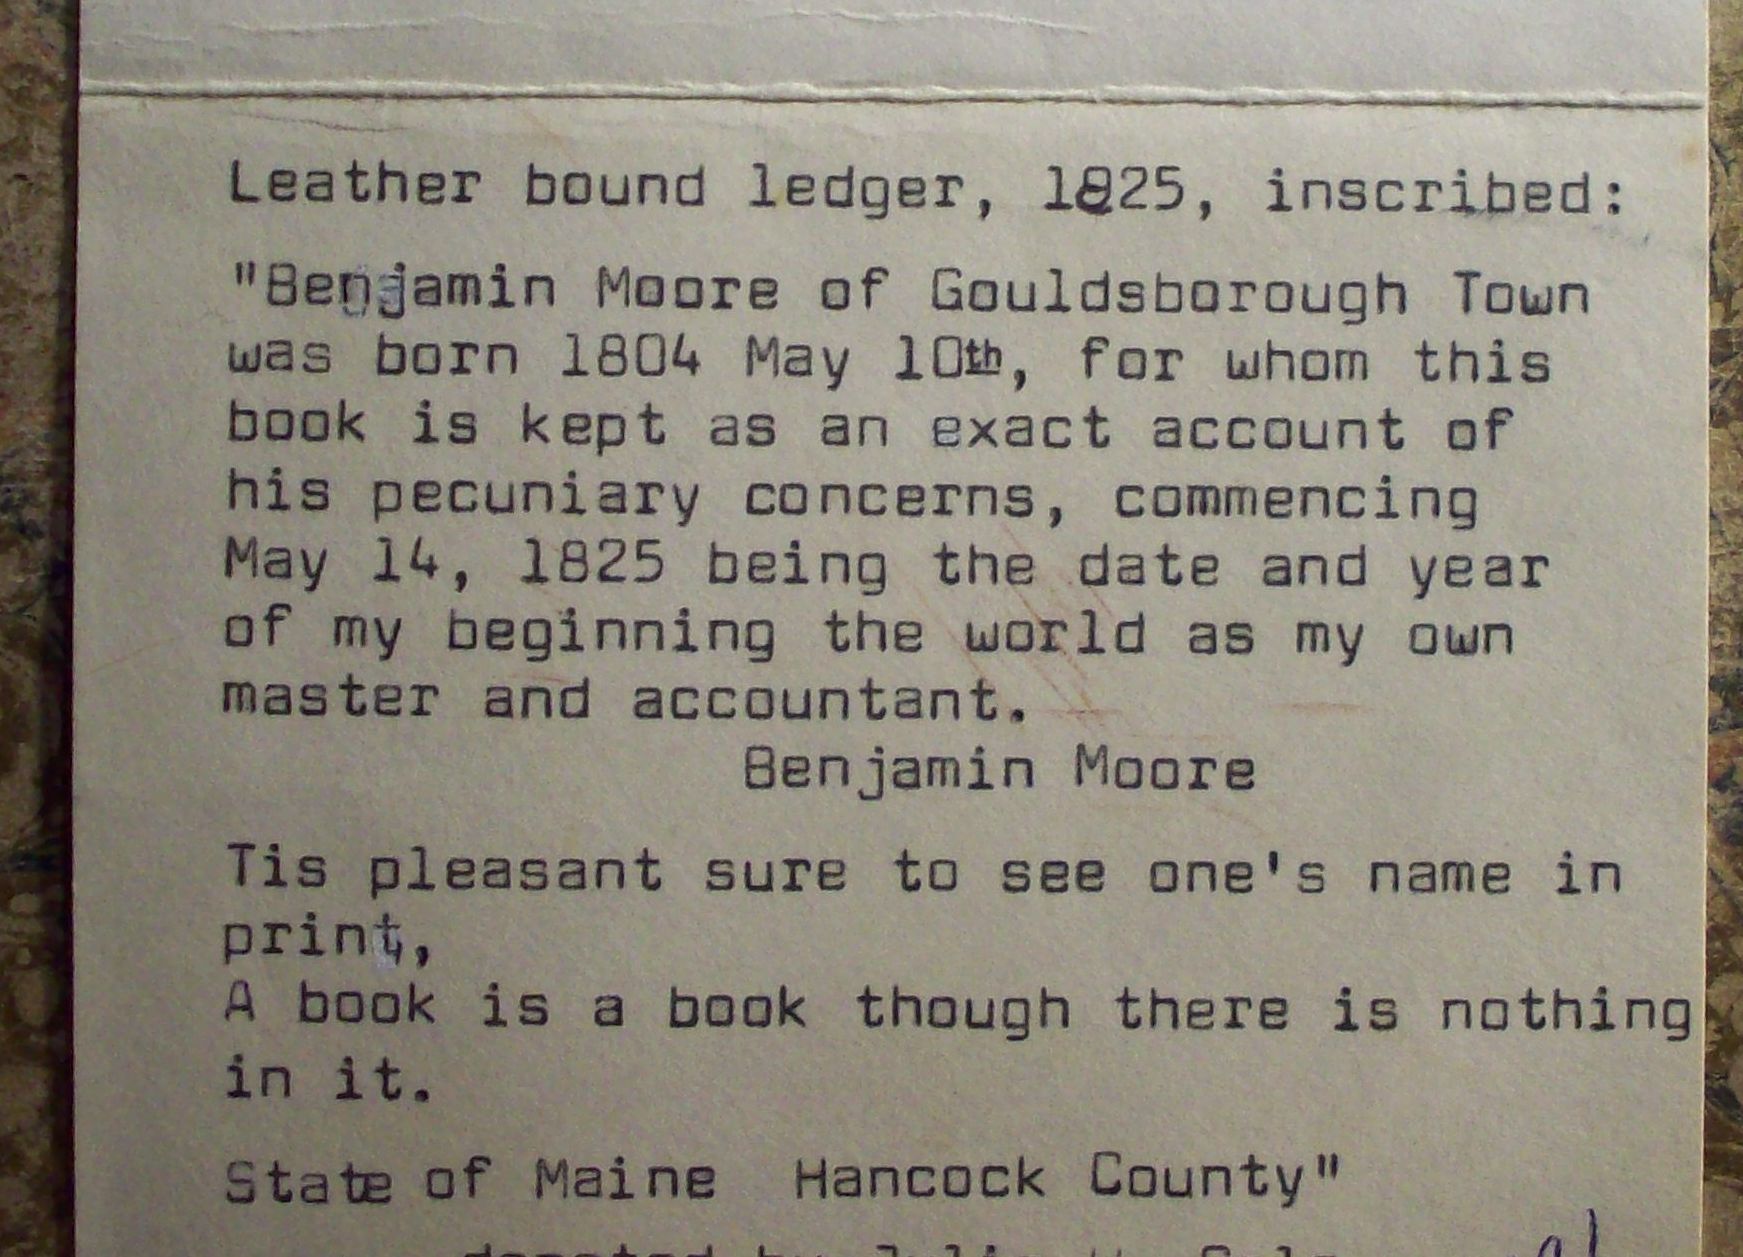 Leather bound ledger, 1825, inscribed:
"Benjamin Moore of Gouldsborough Town
was born 1804 May 10th, for whom this
book is kept as an exact account of
his pecuniary concerns, commencing
May 14, 1825 being the date and year
of my beginning the world as my own
master and accountant.
Benjamin Moore
Tis pleasant sure to see one's name in
print,
A book is a book though there is nothing
in it.
State of Maine  Hancock County"
donated by